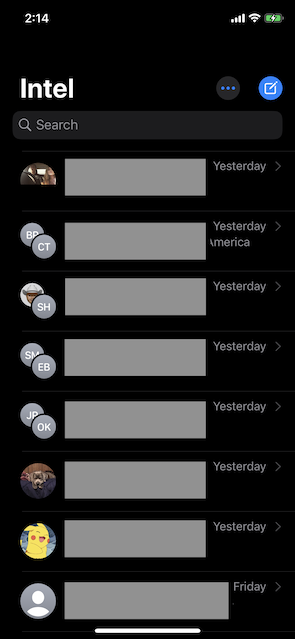 2:14
Intel
Search
Yesterday
BP
CT
Yesterday
America
Yesterday
SH
Yesterday
SM
EB
Yesterday
JP
OK
Yesterday
Yesterday
Friday